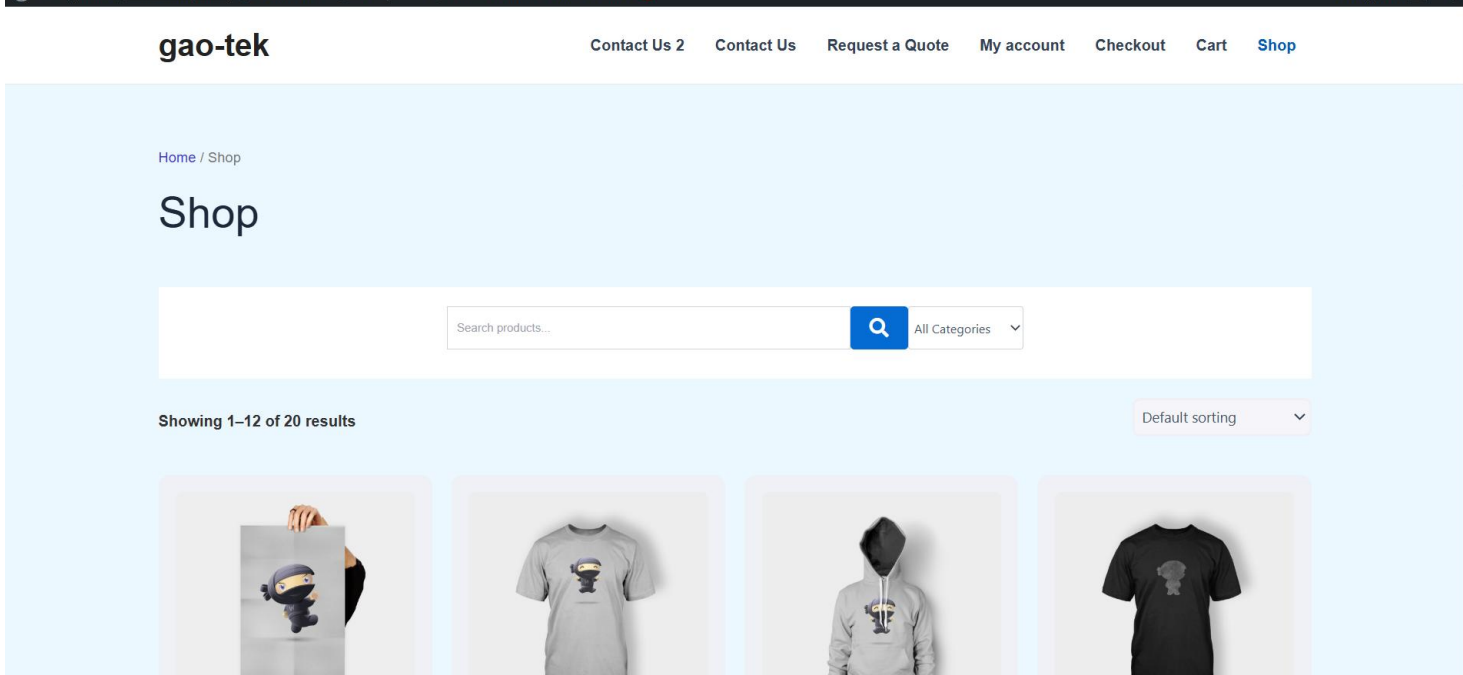 gao-tek
Contact Us 2 Contact Us Request a Quote My account Checkout Cart Shop
Home / Shop
Shop
Search products...
All Categories
Showing 1–12 of 20 results
Default sorting